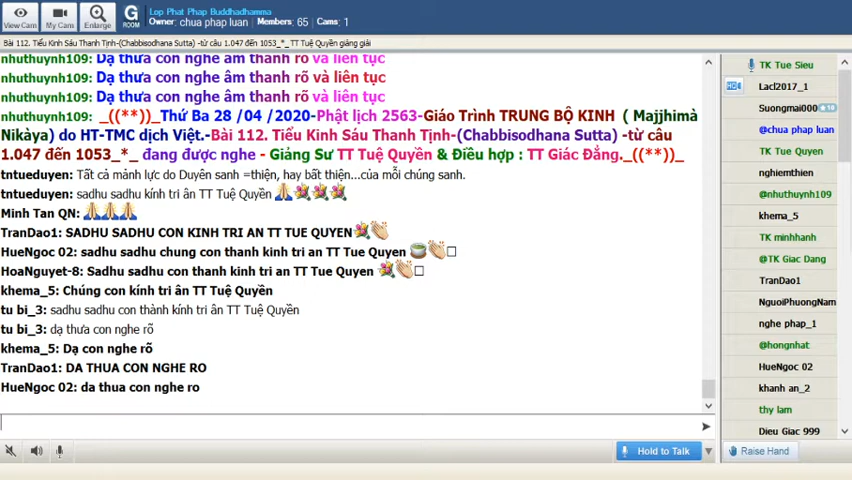 View Cam
My Cam
Enlarge
G
ROOM
Lop Phat Phap Buddhadhamma
Owner: chua phap luan Members: 65 Cams: 1
Bài 112. Tiểu Kinh Sáu Thanh Tịnh-(Chabbisodhana Sutta) -từ câu 1.047 đến 1053_*_ TT Tuệ Quyền giảng giải
nhuthuynh109: Dạ thưa con nghe âm thanh rõ và liên tục
nhuthuynh109: Dạ thưa con nghe âm thanh rõ và liên tục
nhuthuynh109: Dạ thưa con nghe âm thanh rõ và liên tục
nhuthuynh109: _((**))_Thứ Ba 28 /04 /2020-Phật lịch 2563-Giáo Trình TRUNG BỘ KINH ( Majjhimà
Nikàya) do HT-TMC dịch Việt.-Bài 112. Tiểu Kinh Sáu Thanh Tịnh-(Chabbisodhana Sutta) -từ câu
1.047 đến 1053_*_ đang được nghe - Giảng Sư TT Tuệ Quyền & Điều hợp : TT Giác Đẳng._((**))_
tntueduyen: Tất cả mảnh lực do Duyên sanh =thiện, hay bất thiện...của mỗi chúng sanh.
tntueduyen: sadhu sadhu kính tri ân TT Tuệ Quyền 🙏💐💐💐
Minh Tan QN: 🙏🙏🙏
TranDao1: SADHU SADHU CON KINH TRI AN TT TUE QUYEN💐👏
HueNgoc 02: sadhu sadhu chung con thanh kinh tri an TT Tue Quyen 🍵👏□
HoaNguyet-8: Sadhu sadhu con thanh kinh tri an TT Tue Quyen 💐👏□
khema_5: Chúng con kính tri ân TT Tuệ Quyền
tu bi_3: sadhu sadhu con thành kính tri ân TT Tuệ Quyền
tu bi_3: dạ thưa con nghe rõ
khema_5: Dạ con nghe rõ
TranDao1: DA THUA CON NGHE RO
HueNgoc 02: da thua con nghe ro
Hold to Talk
TK Tue Sieu
HD
Lacl2017_1
Suongmai000
@chua phap luan
TK Tue Quyen
nghiemthien
@nhuthuynh109
khema_5
TK minhhanh
@TK Giac Dang
TranDao1
NguoiPhuongNam
nghe phap_1
@hongnhat
HueNgoc 02
khanh an_2
thy lam
Dieu Giac 999
Raise Hand